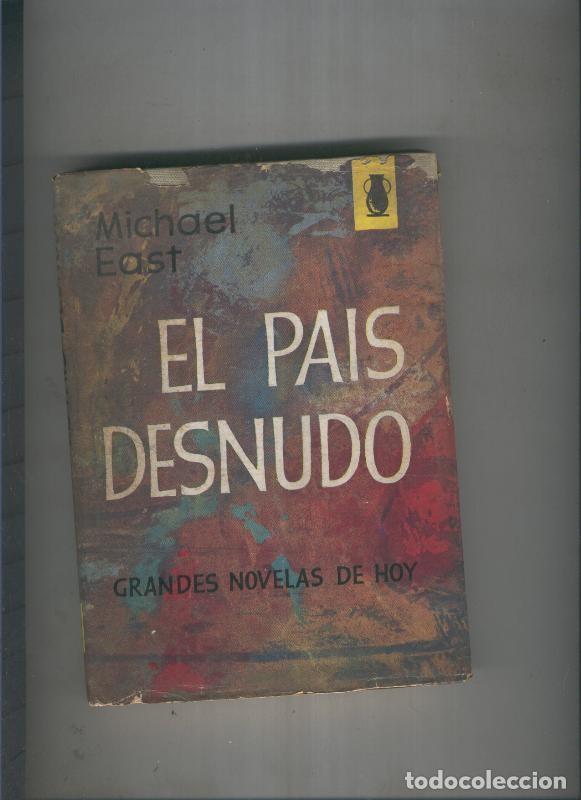 Michael
East
EL PAIS
DESNUDO
GRANDES NOVELAS DE HOY
todocoleccion